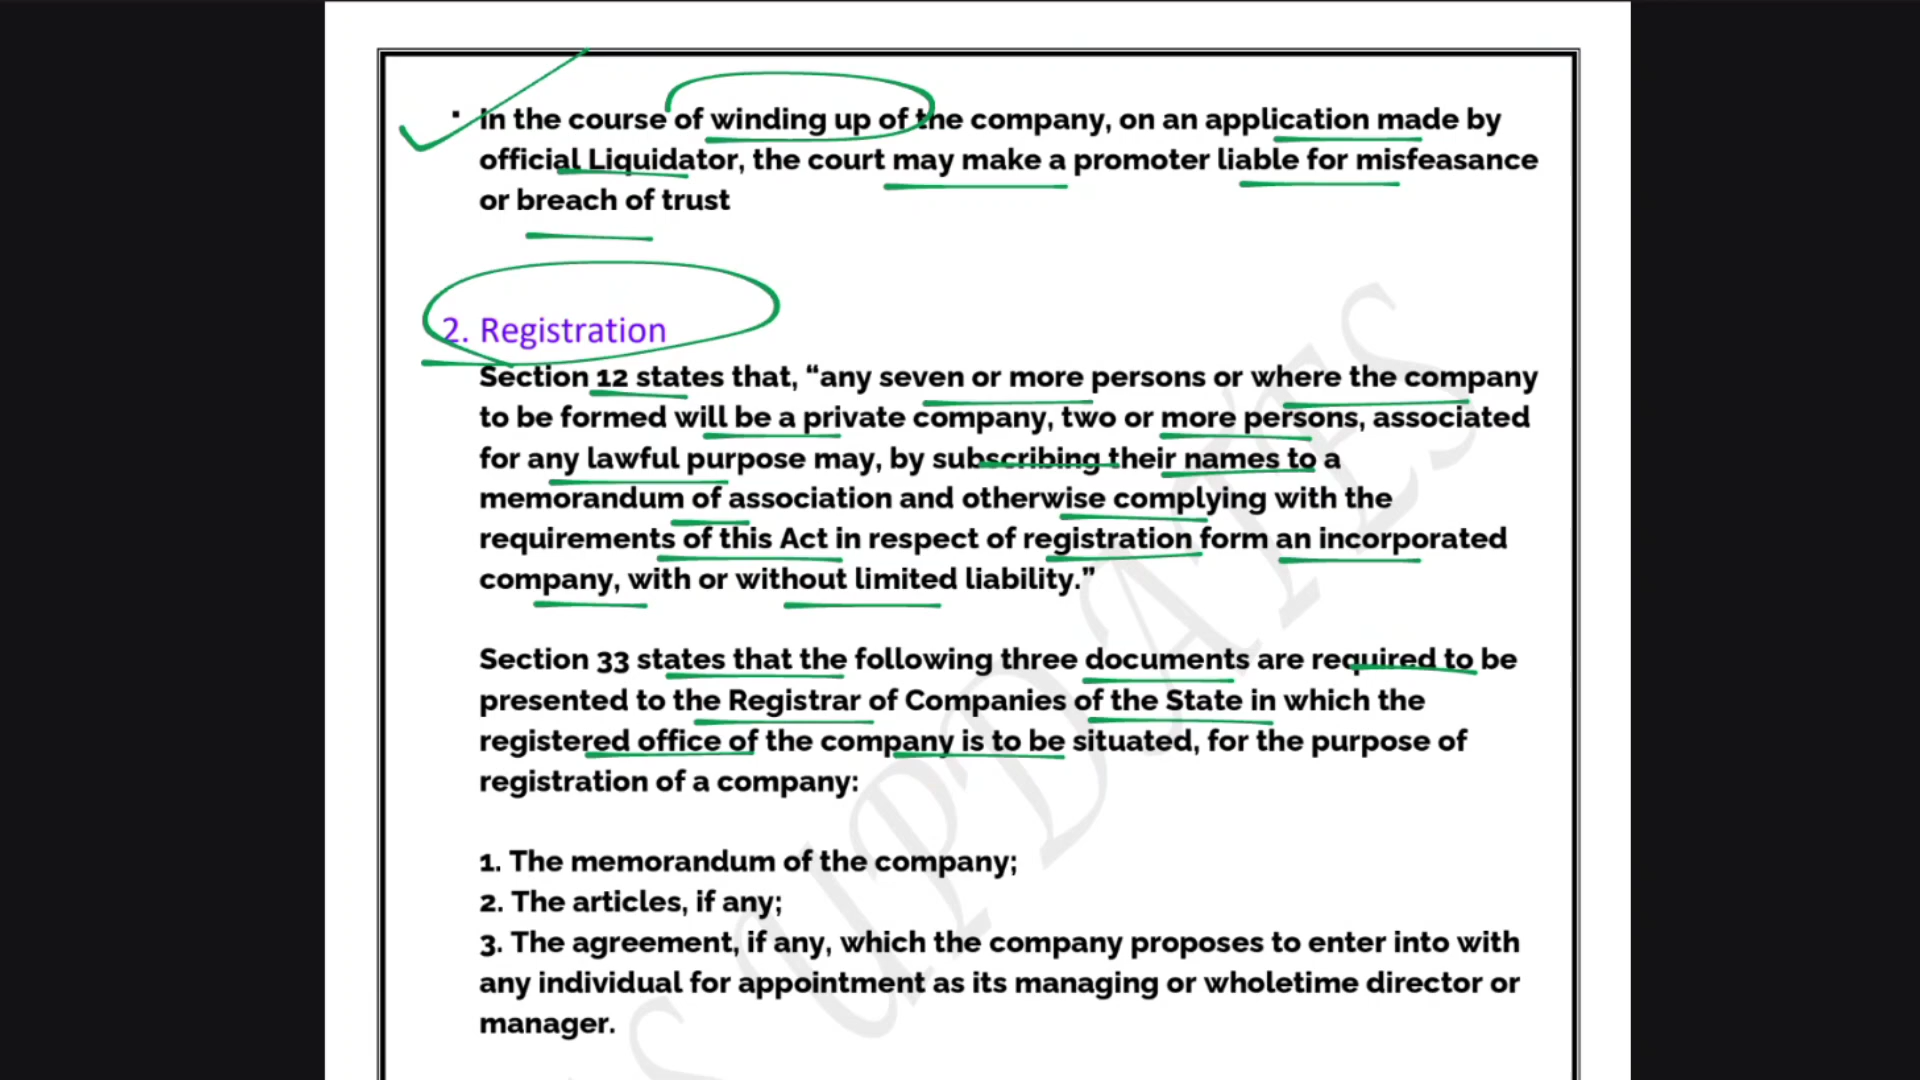 ▪ In the course of winding up of the company, on an application made by
official Liquidator, the court may make a promoter liable for misfeasance
or breach of trust
2. Registration
Section 12 states that, “any seven or more persons or where the company
to be formed will be a private company, two or more persons, associated
for any lawful purpose may, by subscribing their names to a
memorandum of association and otherwise complying with the
requirements of this Act in respect of registration form an incorporated
company, with or without limited liability.”
Section 33 states that the following three documents are required to be
presented to the Registrar of Companies of the State in which the
registered office of the company is to be situated, for the purpose of
registration of a company:
1. The memorandum of the company;
2. The articles, if any;
3. The agreement, if any, which the company proposes to enter into with
any individual for appointment as its managing or wholetime director or
manager.
UPDATES